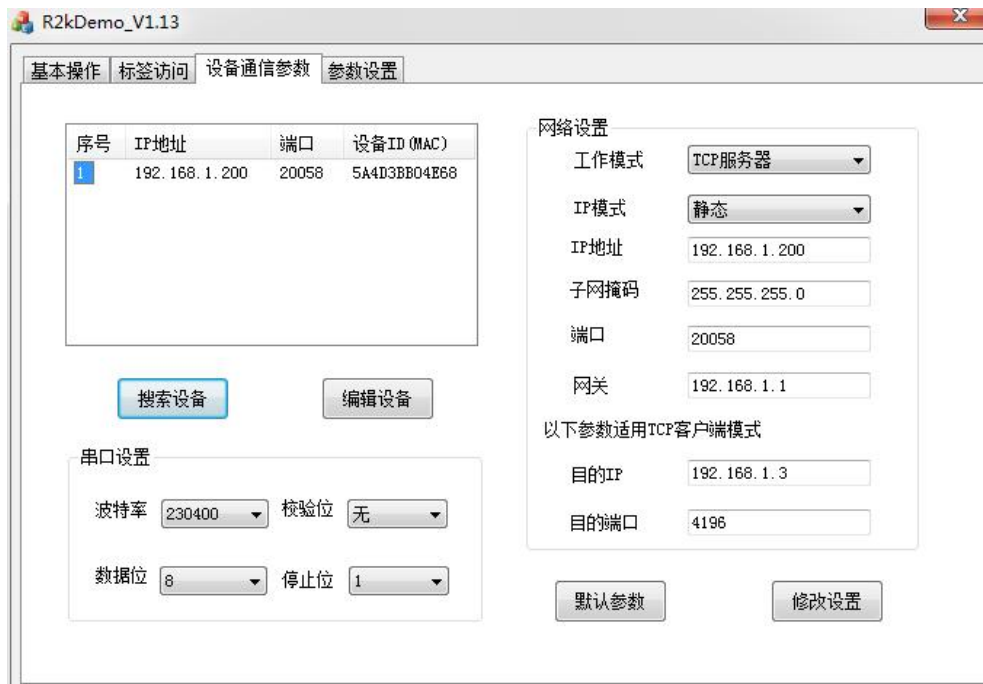 R2kDemo_V1.13
基本操作 标签访问 设备通信参数 参数设置
序号 IP地址 端口 设备ID(MAC)
1 192.168.1.200 20058 5A4D3BB04E68
搜索设备 编辑设备
串口设置
波特率 230400 校验位 无
数据位 8 停止位 1
网络设置
工作模式 TCP服务器
IP模式 静态
IP地址 192.168.1.200
子网掩码 255.255.255.0
端口 20058
网关 192.168.1.1
以下参数适用TCP客户端模式
目的IP 192.168.1.3
目的端口 4196
默认参数 修改设置